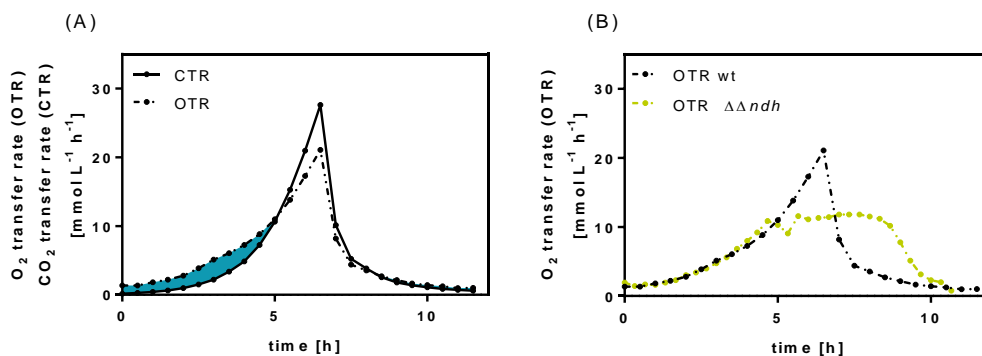 (A)
O2 transfer rate (OTR)
CO2 transfer rate (CTR)
[mmol L-1 h-1]
30
20
10
0
CTR
OTR
0
5
10
time [h]
(B)
O2 transfer rate (OTR)
[mmol L-1 h-1]
30
20
10
0
OTR wt
OTR ΔΔndh
0
5
10
time [h]